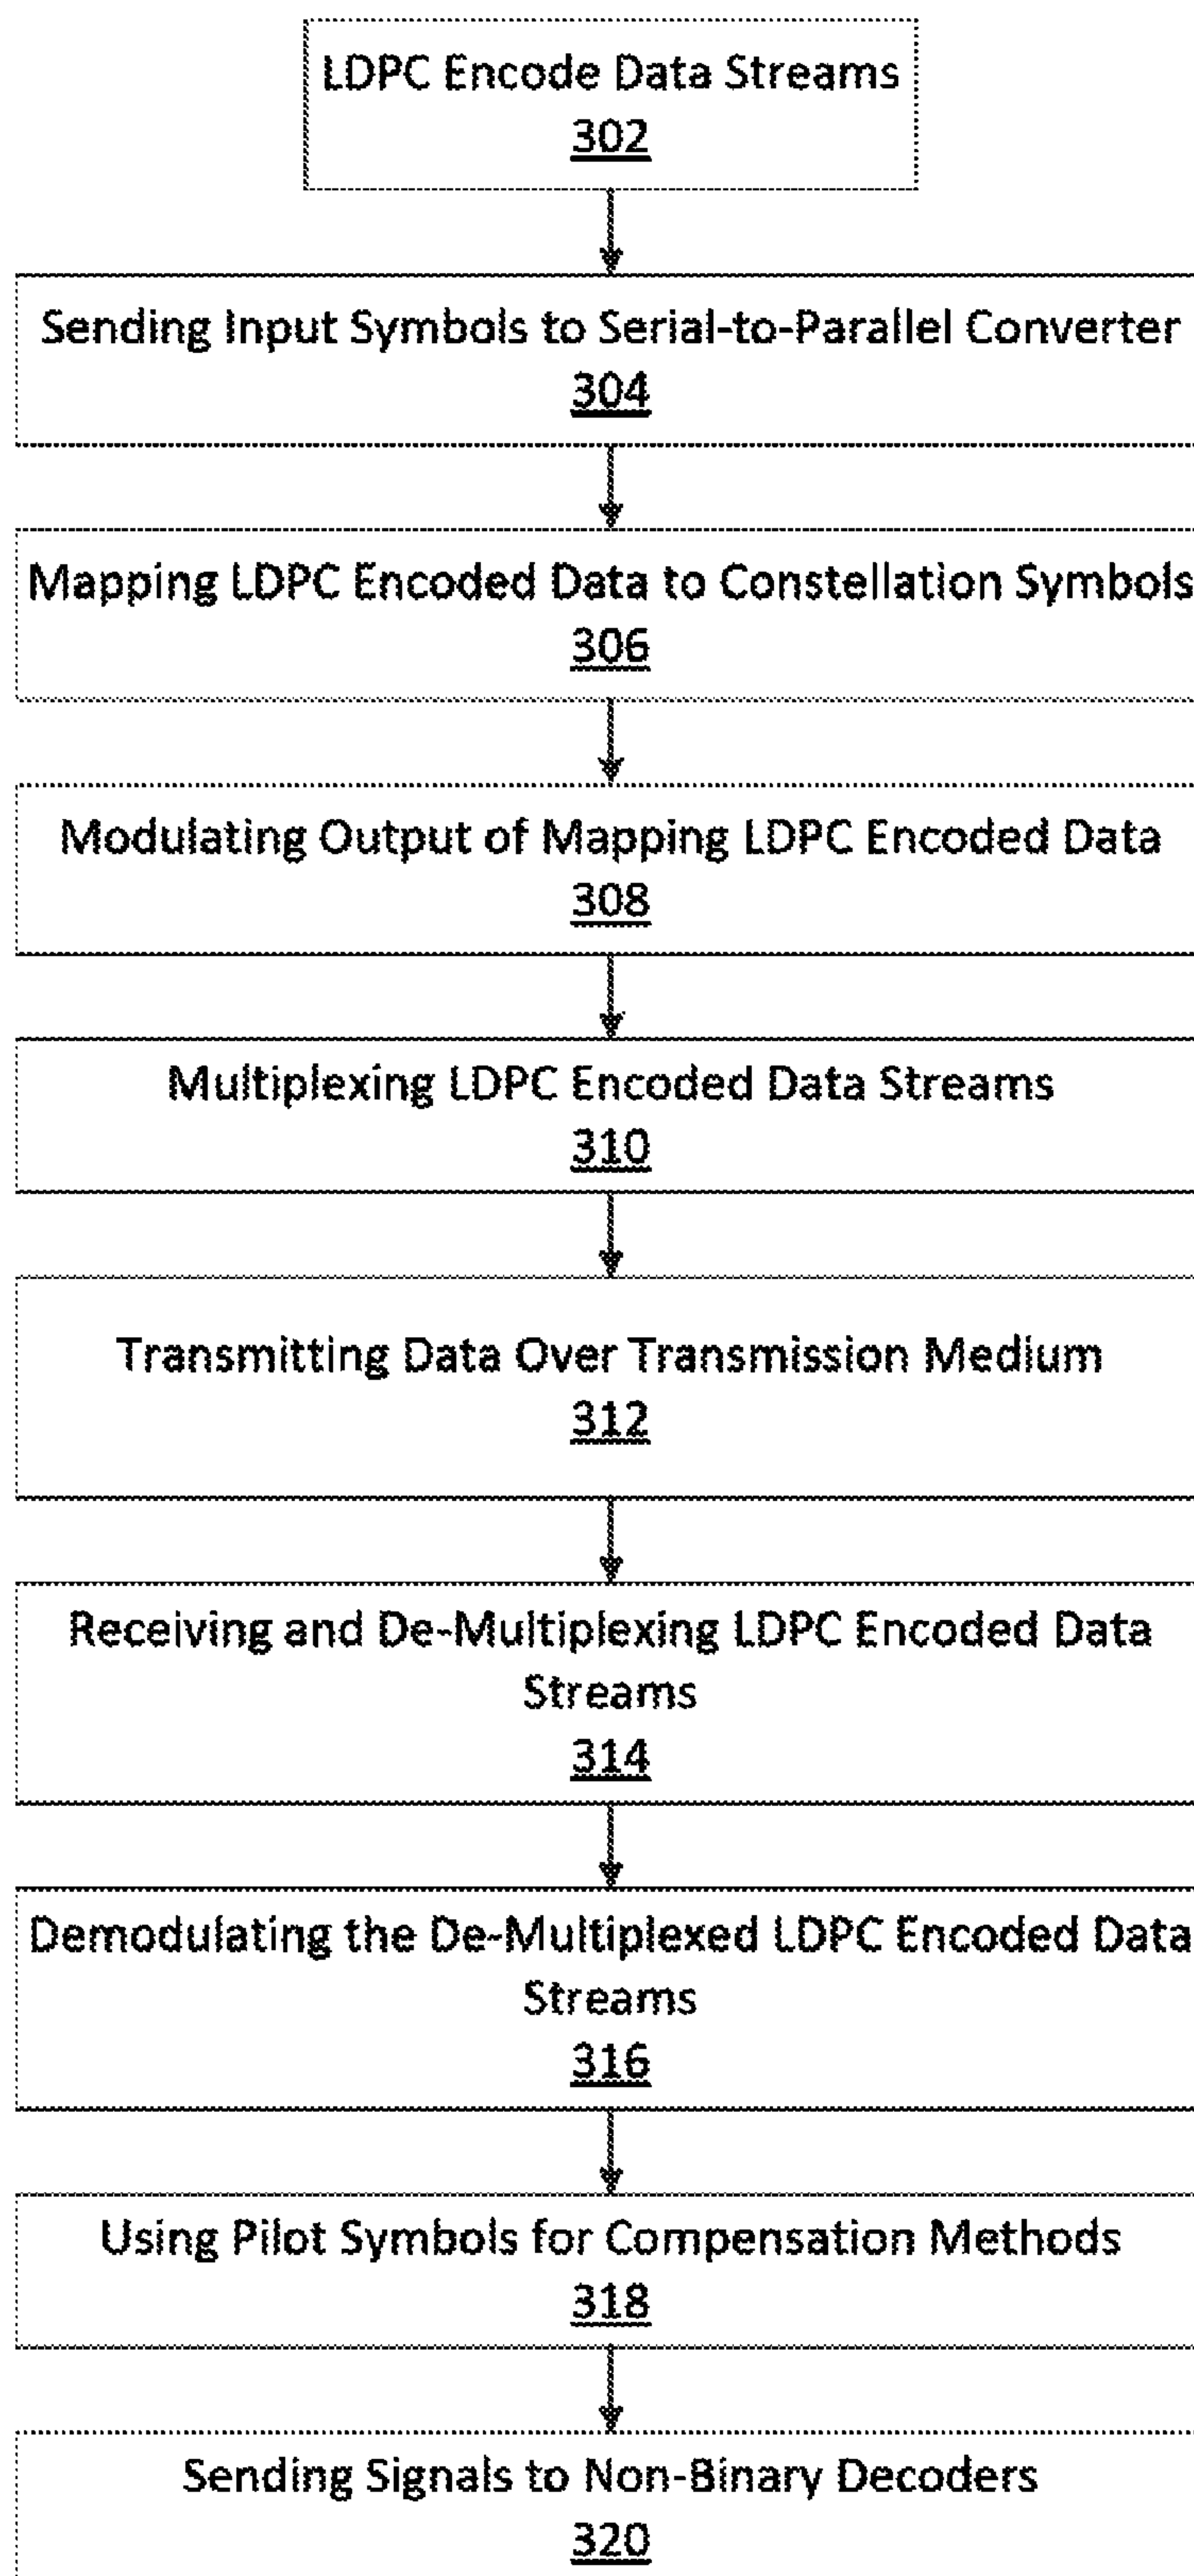 LDPC Encode Data Streams
302
Sending Input Symbols to Serial-to-Parallel Converter
304
Mapping LDPC Encoded Data to Constellation Symbols
306
Modulating Output of Mapping LDPC Encoded Data
308
Multiplexing LDPC Encoded Data Streams
310
Transmitting Data Over Transmission Medium
312
Receiving and De-Multiplexing LDPC Encoded Data
Streams
314
Demodulating the De-Multiplexed LDPC Encoded Data
Streams
316
Using Pilot Symbols for Compensation Methods
318
Sending Signals to Non-Binary Decoders
320